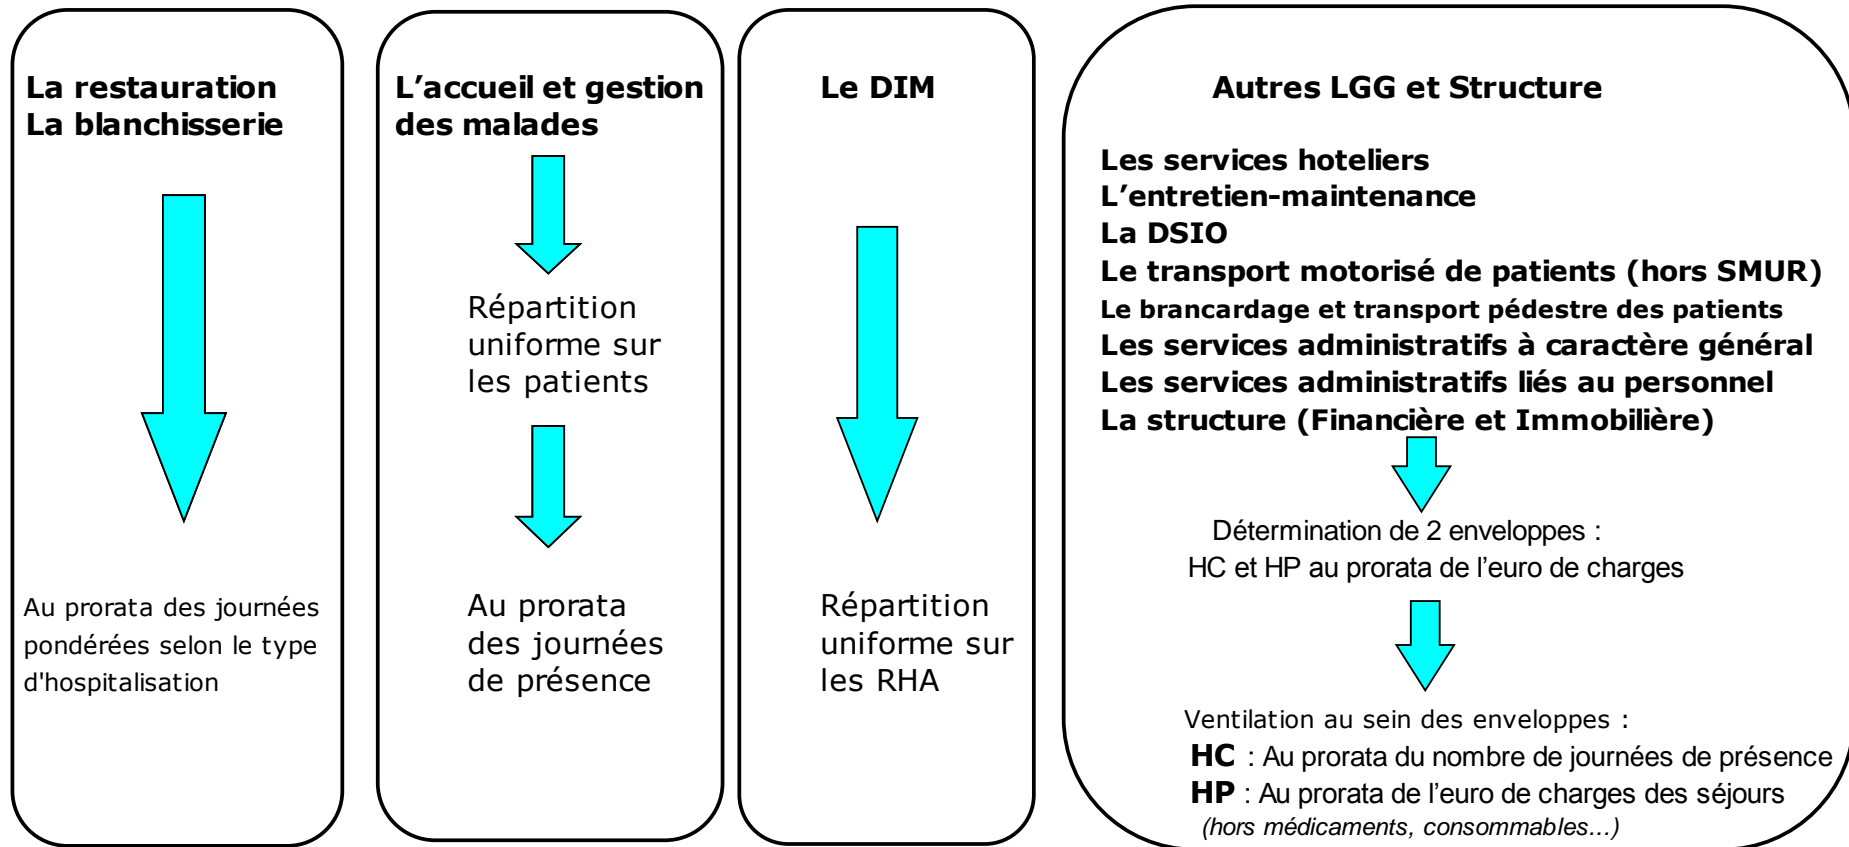 La restauration
La blanchisserie
Au prorata des journées
pondérées selon le type
d'hospitalisation
L’accueil et gestion
des malades
Répartition
uniforme sur
les patients
Au prorata
des journées
de présence
Le DIM
Répartition
uniforme sur
les RHA
Autres LGG et Structure
Les services hoteliers
L’entretien-maintenance
La DSIO
Le transport motorisé de patients (hors SMUR)
Le brancardage et transport pédestre des patients
Les services administratifs à caractère général
Les services administratifs liés au personnel
La structure (Financière et Immobilière)
Détermination de 2 enveloppes :
HC et HP au prorata de l’euro de charges
Ventilation au sein des enveloppes :
HC : Au prorata du nombre de journées de présence
HP : Au prorata de l’euro de charges des séjours
(hors médicaments, consommables...)